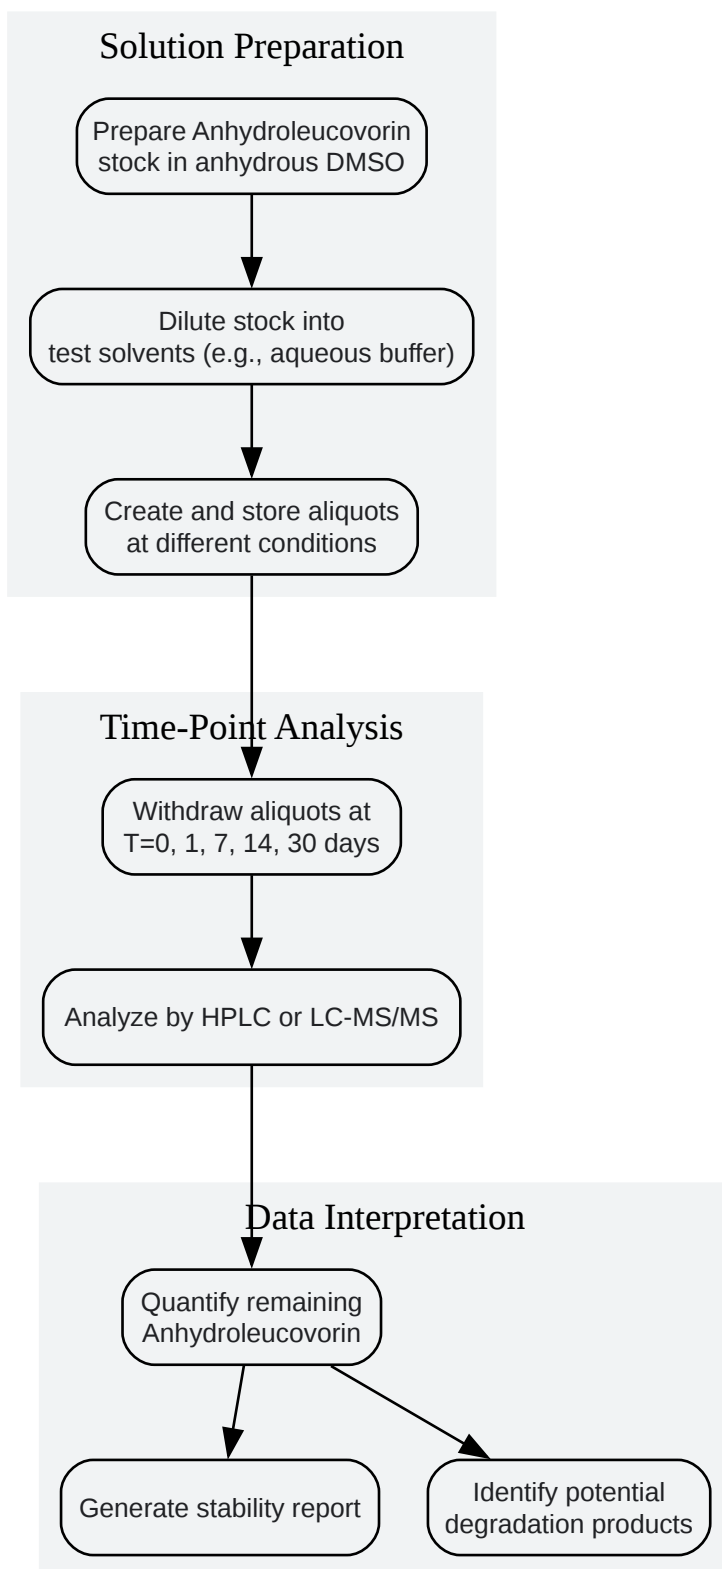 Solution Preparation
Prepare Anhydroleucovorin
stock in anhydrous DMSO
Dilute stock into
test solvents (e.g., aqueous buffer)
Create and store aliquots
at different conditions
Time-Point Analysis
Withdraw aliquots at
T=0, 1, 7, 14, 30 days
Analyze by HPLC or LC-MS/MS
Data Interpretation
Quantify remaining
Anhydroleucovorin
Generate stability report
Identify potential
degradation products